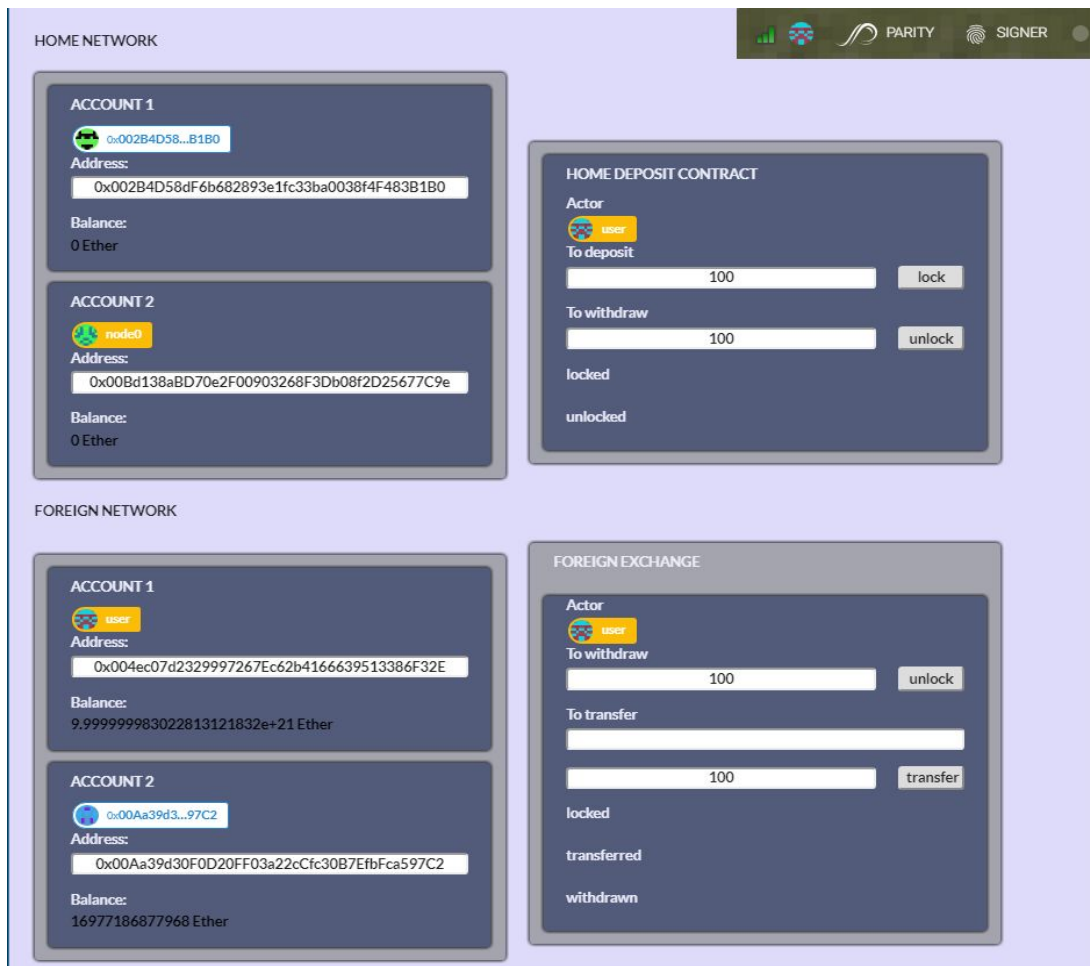 HOME NETWORK
PARITY
SIGNER
ACCOUNT 1
0x002B4D58...B1B0
Address:
0x002B4D58dF6b682893e1fc33ba0038f4F483B1B0
Balance:
0 Ether
ACCOUNT 2
node0
Address:
0x00Bd138aBD70e2F00903268F3Db08f2D25677C9e
Balance:
0 Ether
HOME DEPOSIT CONTRACT
Actor
user
To deposit
100
lock
To withdraw
100
unlock
locked
unlocked
FOREIGN NETWORK
ACCOUNT 1
user
Address:
0x004ec07d2329997267Ec62b4166639513386F32E
Balance:
9.999999983022813121832e+21 Ether
ACCOUNT 2
0x00Aa39d3...97C2
Address:
0x00Aa39d30F0D20FF03a22cCfc30B7EfbFca597C2
Balance:
16977186877968 Ether
FOREIGN EXCHANGE
Actor
user
To withdraw
100
unlock
To transfer
100
transfer
locked
transferred
withdrawn